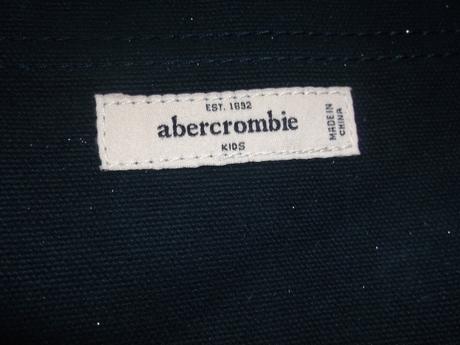 EST. 1892
abercrombie
KIDS
MADE IN
CHINA